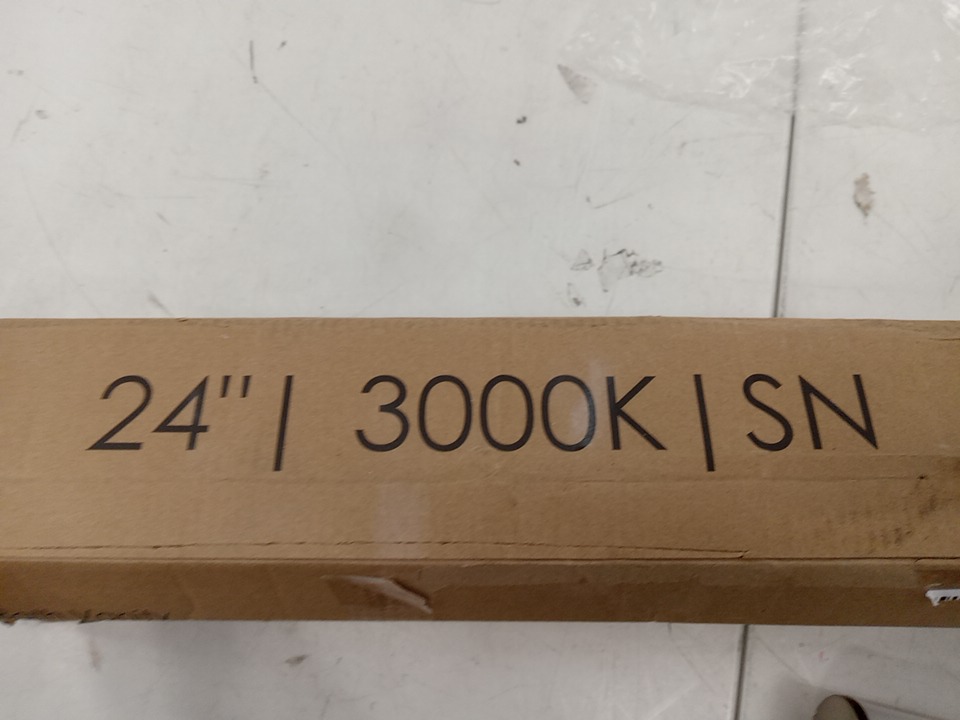 24" | 3000K | SN